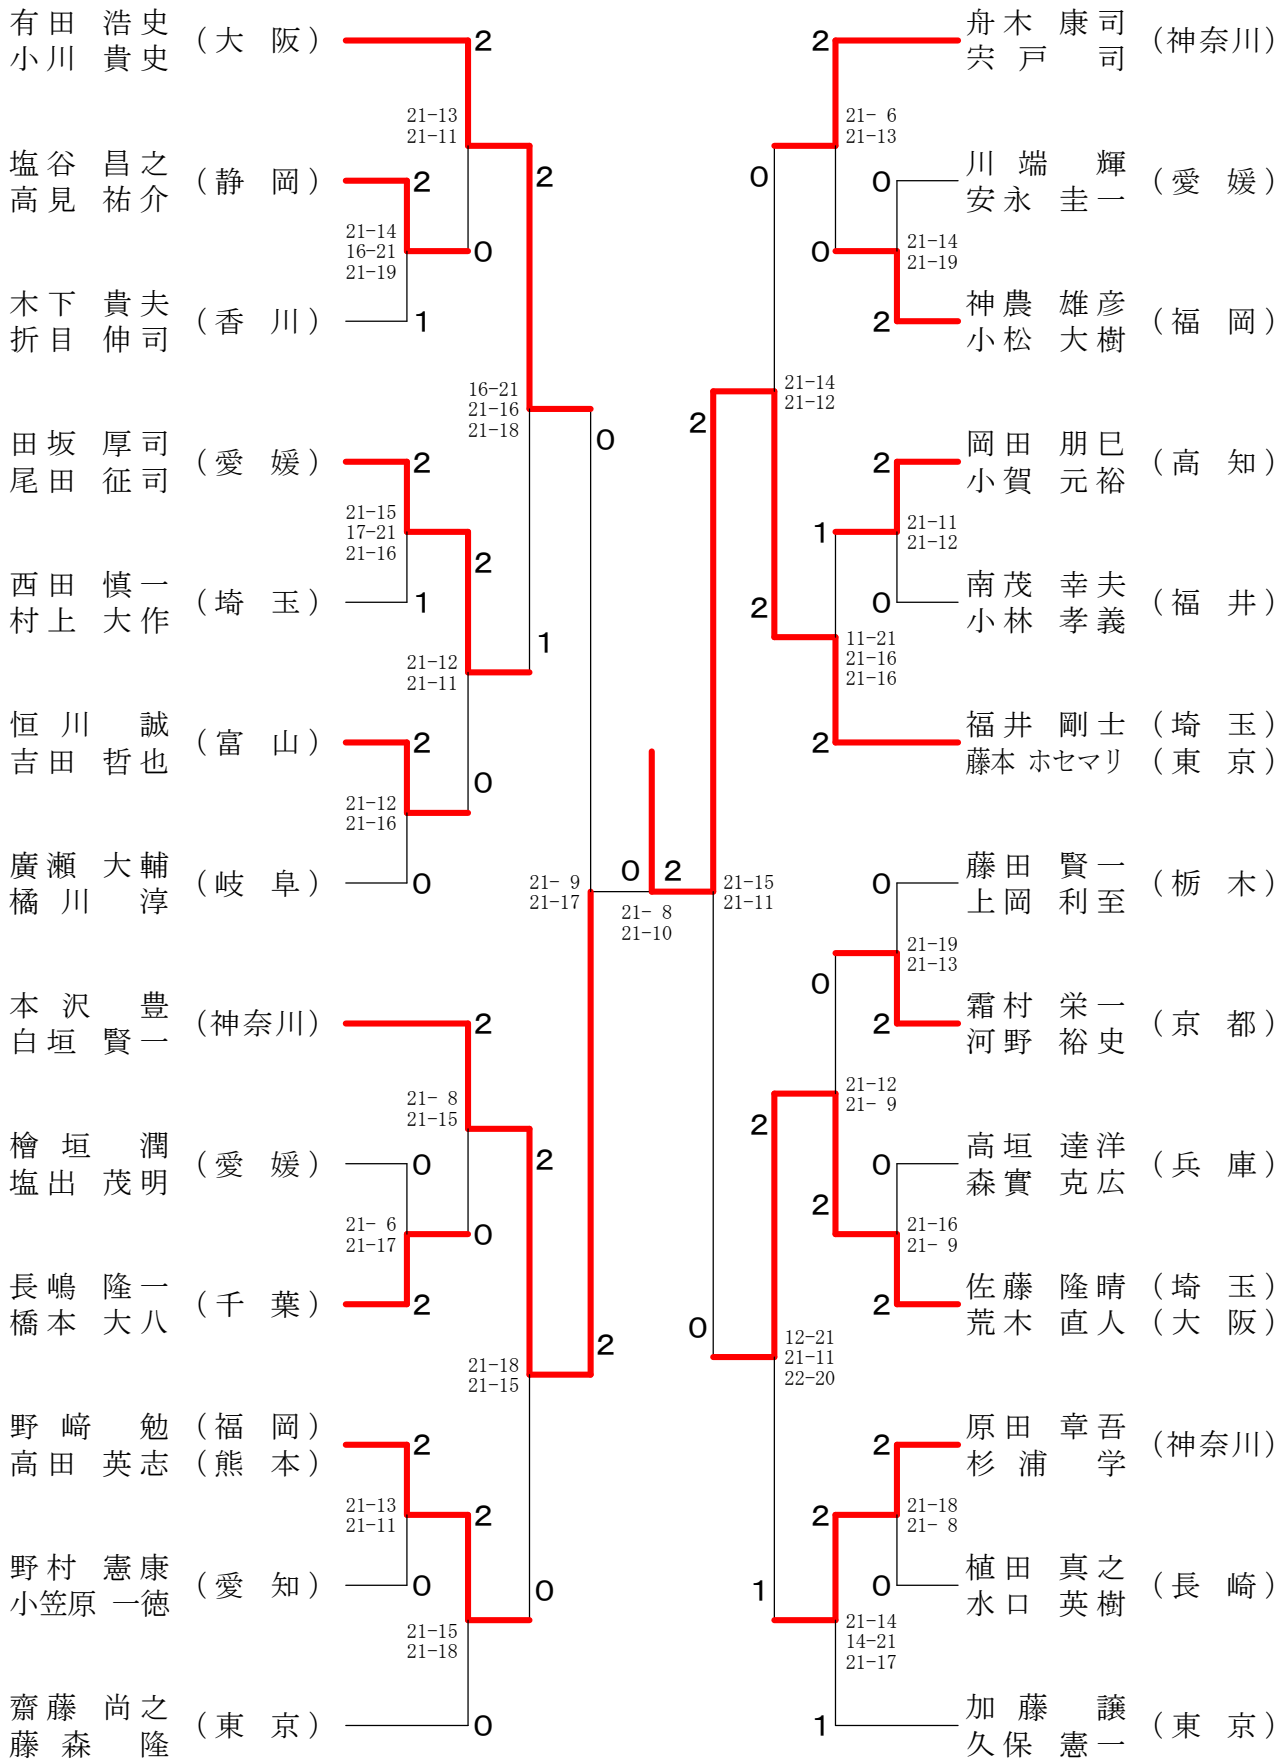 有田 浩史
小川 貴史
（大 阪）
2
21-13
21-11
塩谷 昌之
高見 祐介
（静 岡）
2
2
21-14
16-21
21-19
0
木下 貴夫
折目 伸司
（香 川）
1
16-21
21-16
21-18
0
田坂 厚司
尾田 征司
（愛 媛）
2
21-15
17-21
21-16
2
西田 慎一
村上 大作
（埼 玉）
1
1
21-12
21-11
恒川 誠
吉田 哲也
（富 山）
2
0
21-12
21-16
廣瀬 大輔
橘川 淳
（岐 阜）
0
21- 9
21-17
本沢 豊
白垣 賢一
（神奈川）
2
21- 8
21-15
檜垣 潤
塩出 茂明
（愛 媛）
0
2
21- 6
21-17
0
長嶋 隆一
橋本 大八
（千 葉）
2
2
21-18
21-15
野﨑 勉（福 岡）
高田 英志（熊 本）
2
21-13
21-11
2
野村 憲康
小笠原 一徳
（愛 知）
0
0
21-15
21-18
齋藤 尚之
藤森 隆
（東 京）
0
0
2
21- 8
21-10
舟木 康司
宍戸 司
（神奈川）
2
21- 6
21-13
川端 輝
安永 圭一
（愛 媛）
0
0
21-14
21-19
0
神農 雄彦
小松 大樹
（福 岡）
2
21-14
21-12
2
岡田 朋巳
小賀 元裕
（高 知）
2
21-11
21-12
1
南茂 幸夫
小林 孝義
（福 井）
0
2
11-21
21-16
21-16
福井 剛士（埼 玉）
藤本 ホセマリ（東 京）
2
藤田 賢一
上岡 利至
（栃 木）
0
21-15
21-11
21-19
21-13
0
霜村 栄一
河野 裕史
（京 都）
2
21-12
21- 9
2
高垣 達洋
森實 克広
（兵 庫）
0
2
21-16
21- 9
佐藤 隆晴（埼 玉）
荒木 直人（大 阪）
2
0
12-21
21-11
22-20
原田 章吾
杉浦 学
（神奈川）
2
21-18
21- 8
2
植田 真之
水口 英樹
（長 崎）
0
1
21-14
14-21
21-17
加藤 譲
久保 憲一
（東 京）
1